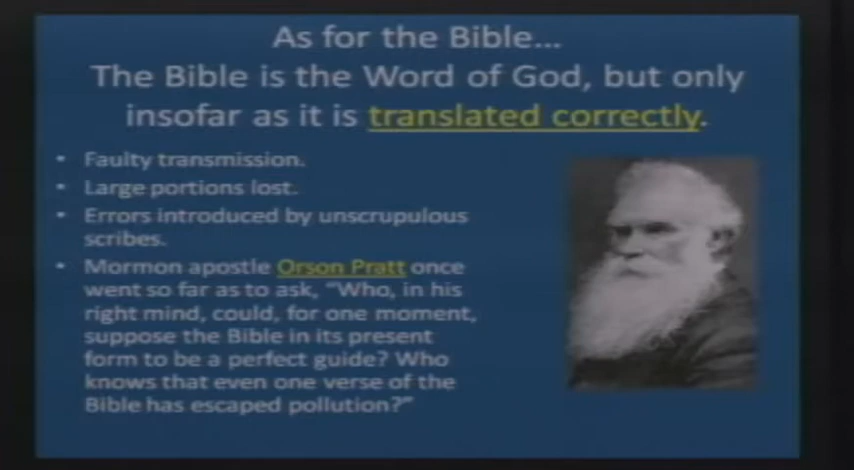 As for the Bible...
The Bible is the Word of God, but only
insofar as it is translated correctly.
• Faulty transmission.
• Large portions lost.
• Errors introduced by unscrupulous
scribes.
• Mormon apostle Orson Pratt once
went so far as to ask, “Who, in his
right mind, could, for one moment,
suppose the Bible in its present
form to be a perfect guide? Who
knows that even one verse of the
Bible has escaped pollution?”